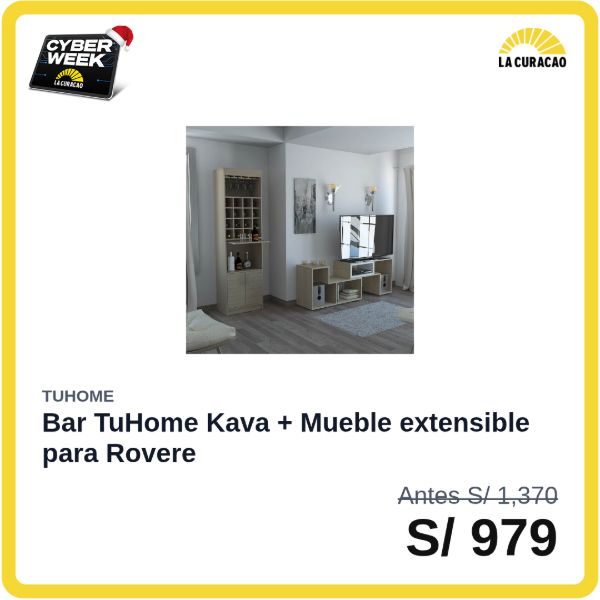 CYBER
WEEK
LA CURACAO
LA CURACAO
TUHOME
Bar TuHome Kava + Mueble extensible
para Rovere
Antes S/ 1,370
S/ 979